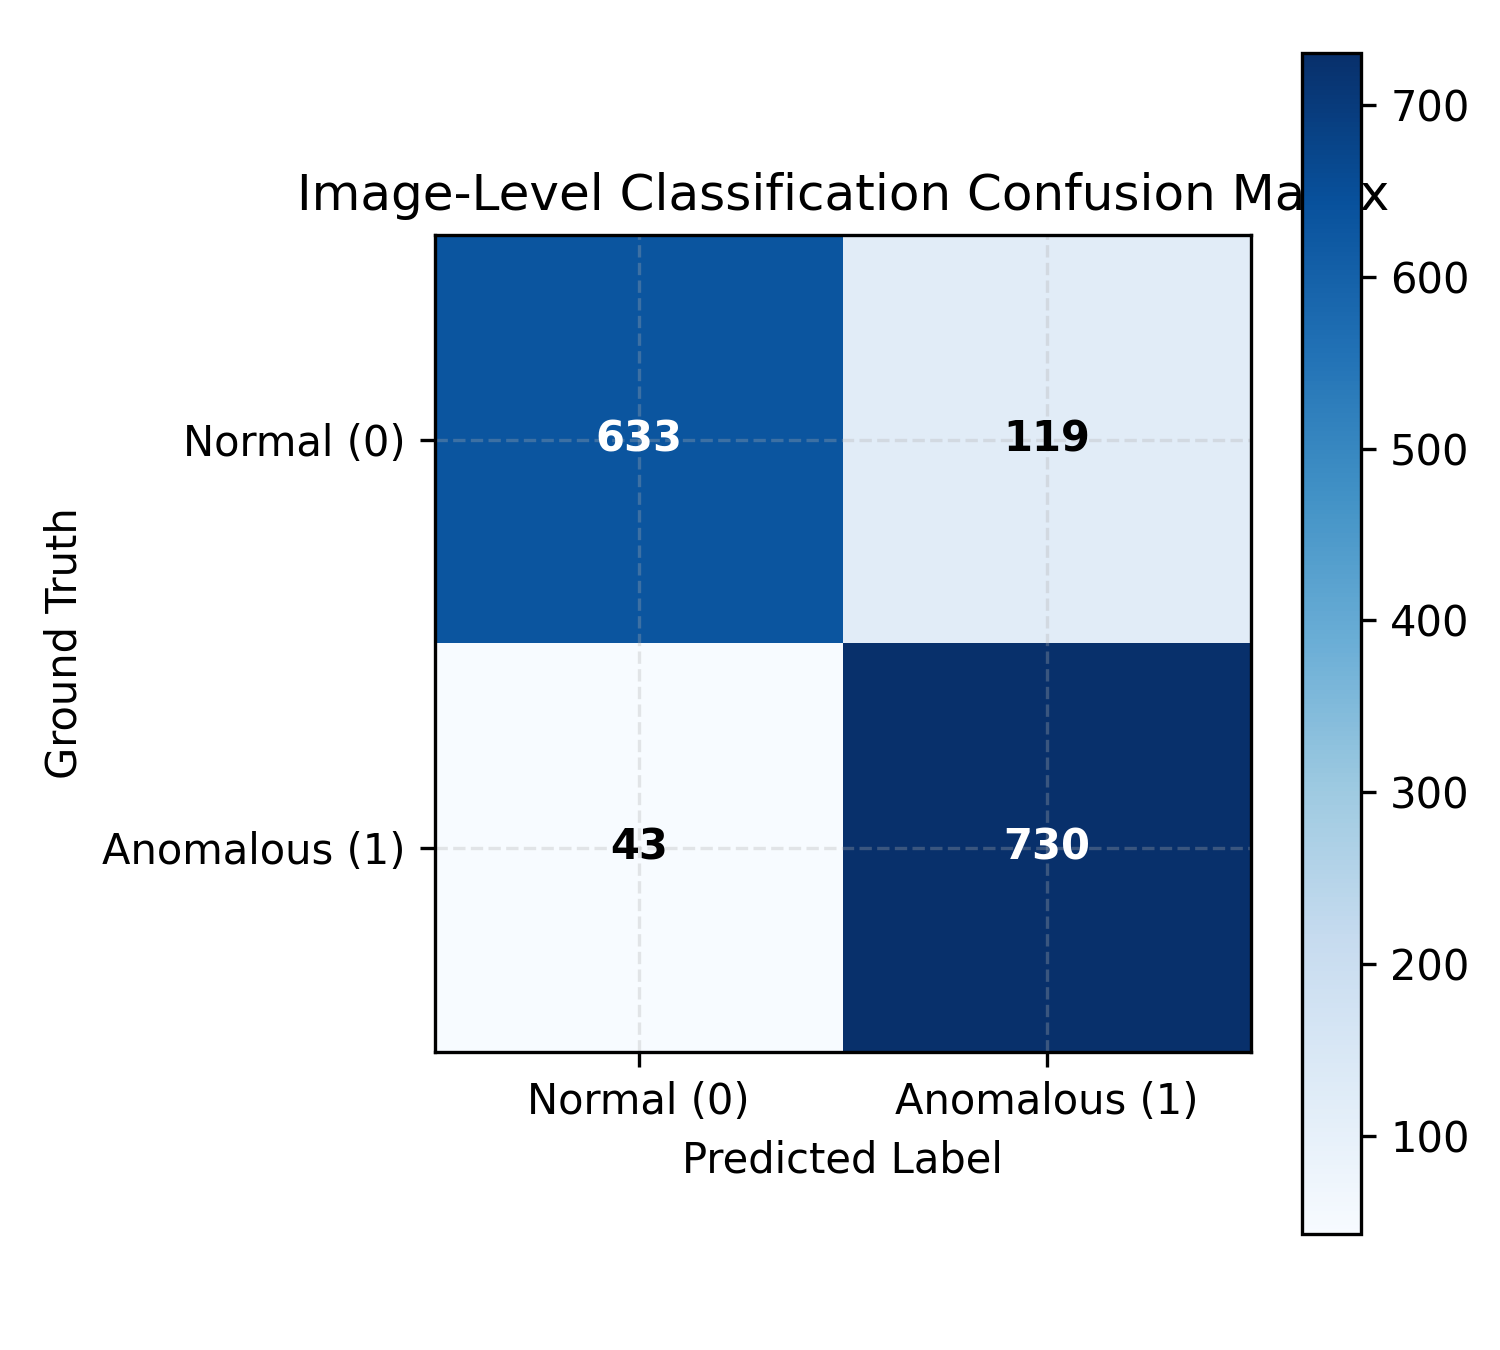 Image-Level Classification Confusion Ma x
Ground Truth
Normal (0)
633
119
Anomalous (1)
43
730
Normal (0)
Anomalous (1)
Predicted Label
700
600
500
400
300
200
100